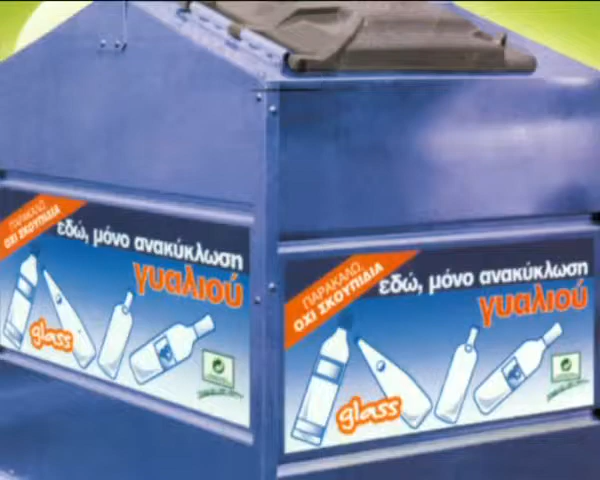 ΠΑΡΑΚΑΛΩ
ΟΧΙ ΣΚΟΥΠΙΔΙΑ
εδώ, μόνο ανακύκλωση
γυαλιού
glass
ΠΑΡΑΚΑΛΩ,
ΟΧΙ ΣΚΟΥΠΙΔΙΑ
εδώ, μόνο ανακύκλωση
γυαλιού
glass